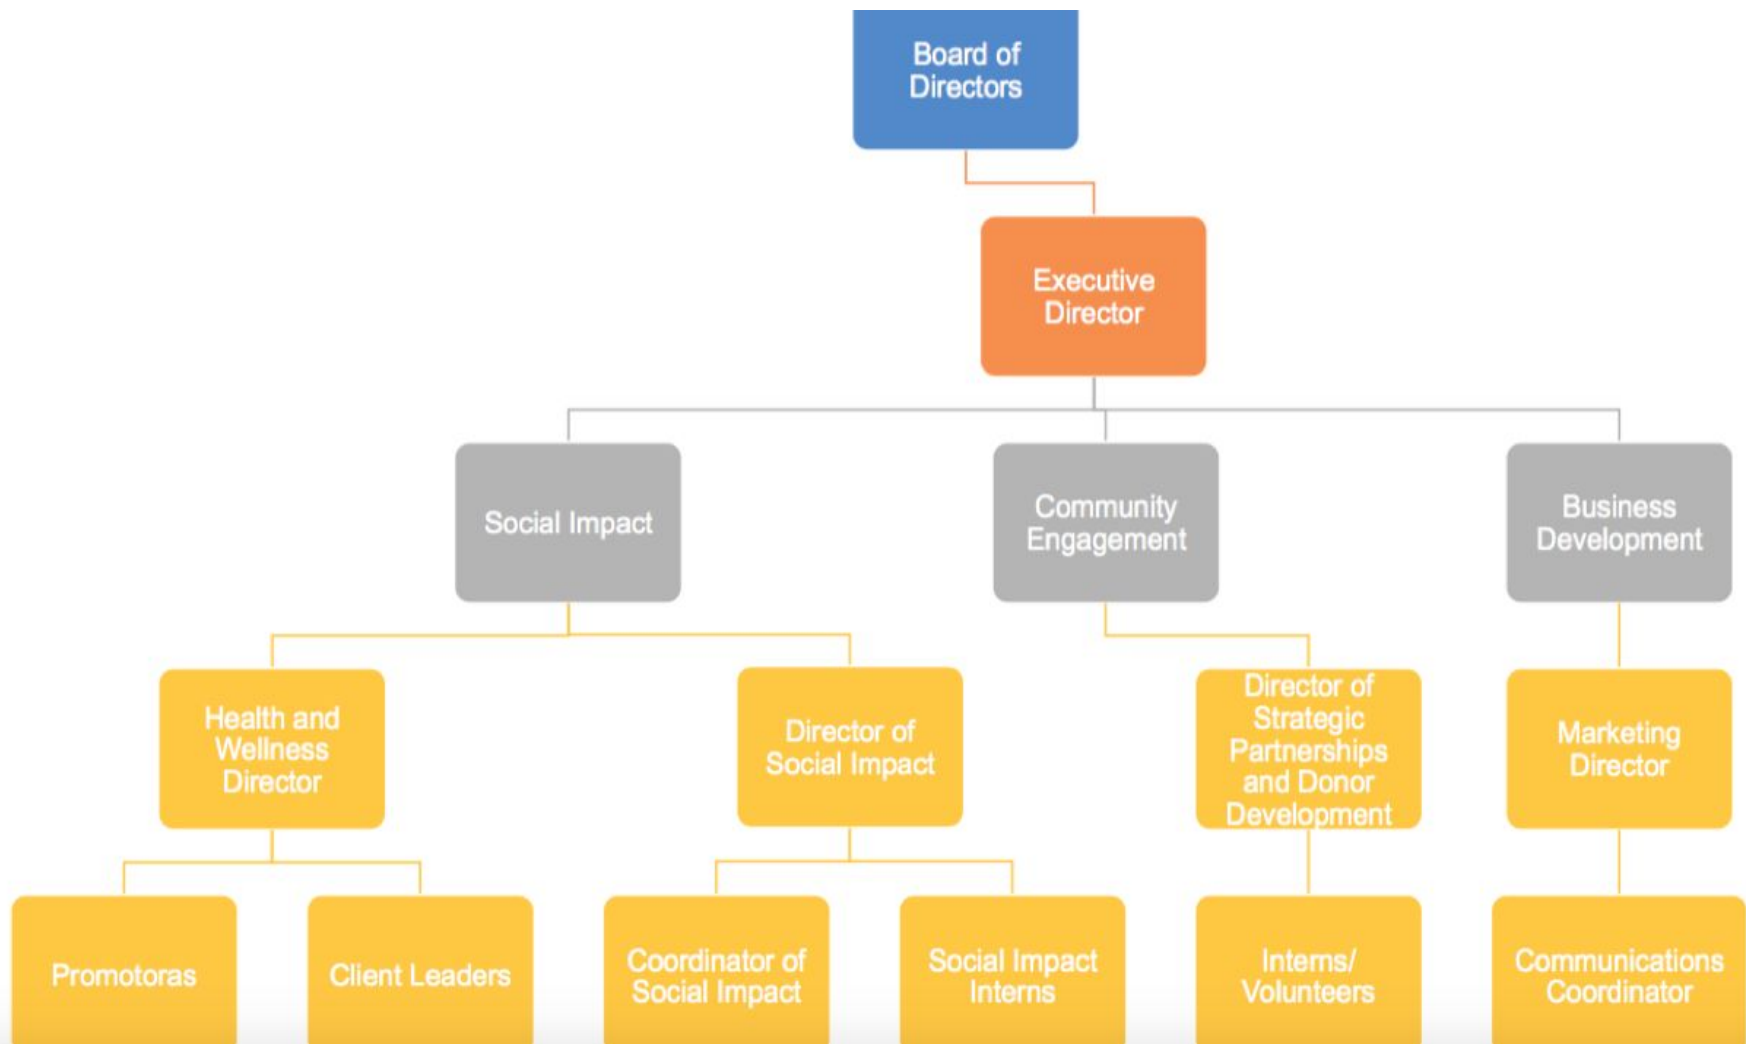 Board of
Directors
Executive
Director
Social Impact
Community
Engagement
Business
Development
Health and
Wellness
Director
Director of
Social Impact
Director of
Strategic
Partnerships
and Donor
Development
Marketing
Director
Promotoras
Client Leaders
Coordinator of
Social Impact
Social Impact
Interns
Interns/
Volunteers
Communications
Coordinator